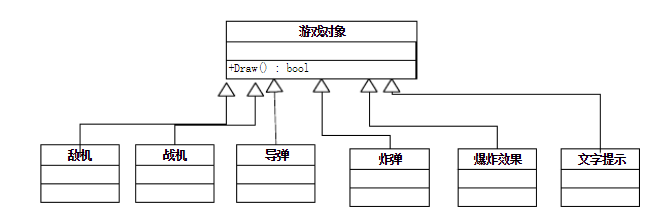 游戏对象
+Draw() : bool
敌机
战机
导弹
炸弹
爆炸效果
文字提示